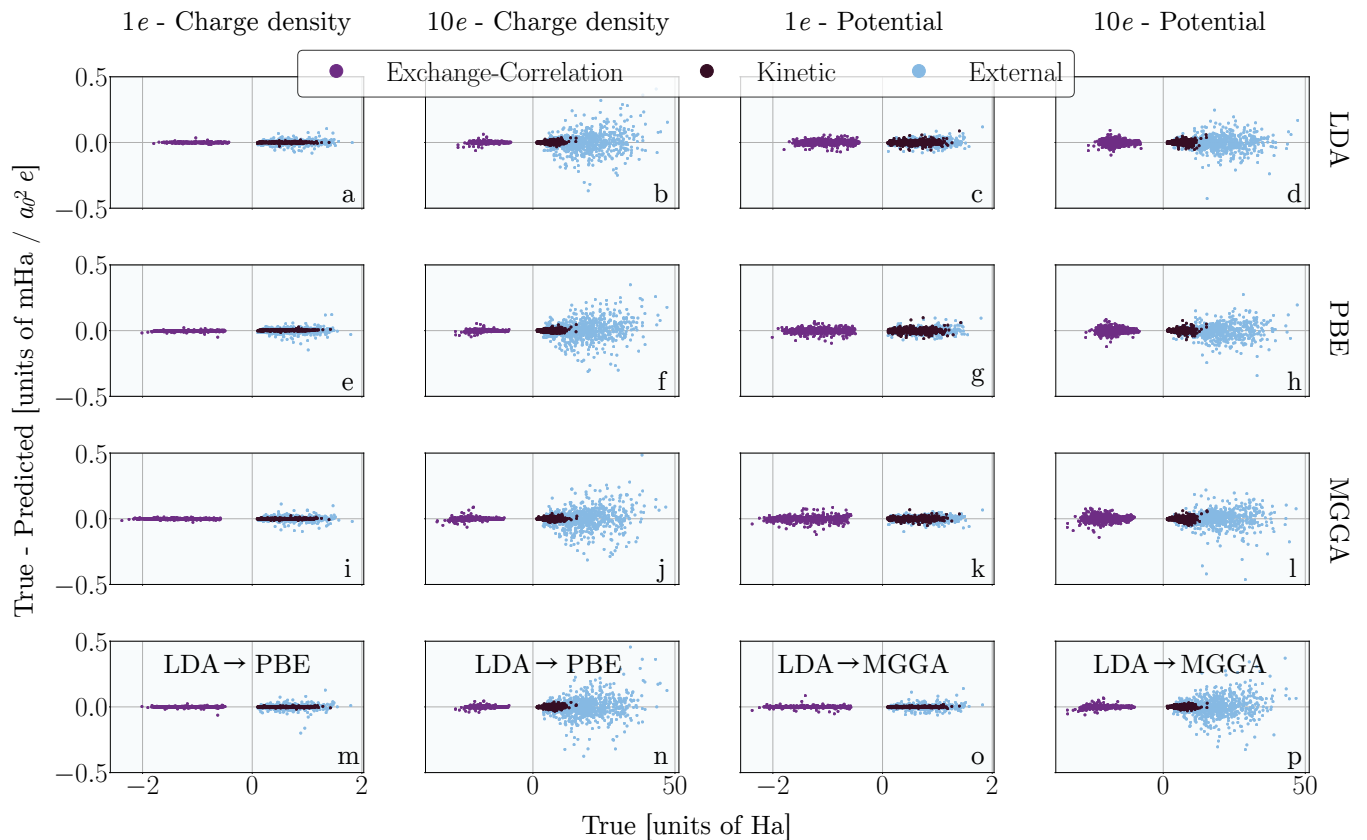 1e - Charge density
10e - Charge density
1e - Potential
10e - Potential
Exchange-Correlation
Kinetic
External
True - Predicted [units of mHa / a₀² e]
0.5
0.0
−0.5
a
b
c
d
LDA
0.5
0.0
−0.5
e
f
g
h
PBE
0.5
0.0
−0.5
i
j
k
l
MGGA
0.5
0.0
−0.5
LDA→PBE
LDA→PBE
LDA→MGGA
LDA→MGGA
m
n
o
p
−2
0
2
0
50
−2
0
2
0
50
True [units of Ha]